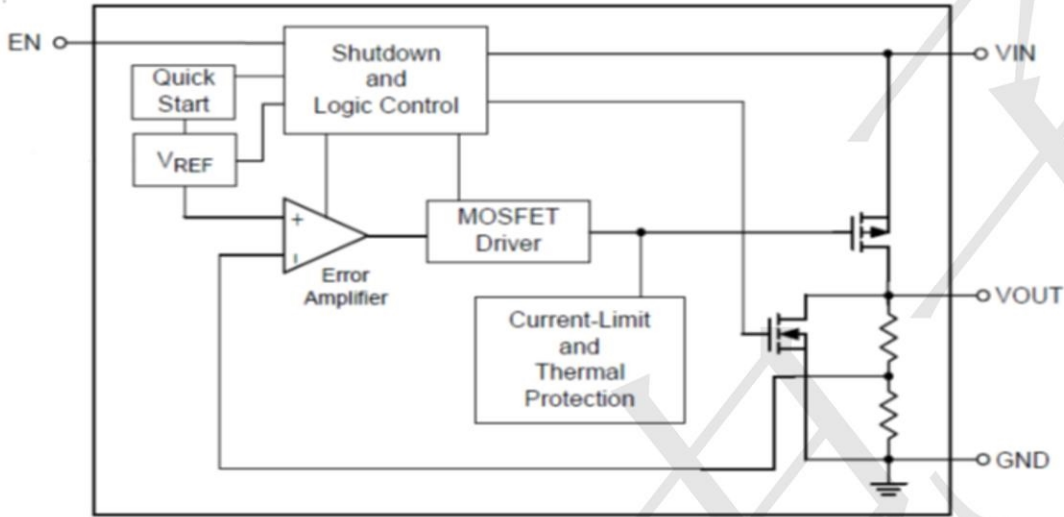 EN
Shutdown
and
Logic Control
VIN
Quick
Start
VREF
+
-
Error
Amplifier
MOSFET
Driver
Current-Limit
and
Thermal
Protection
VOUT
GND